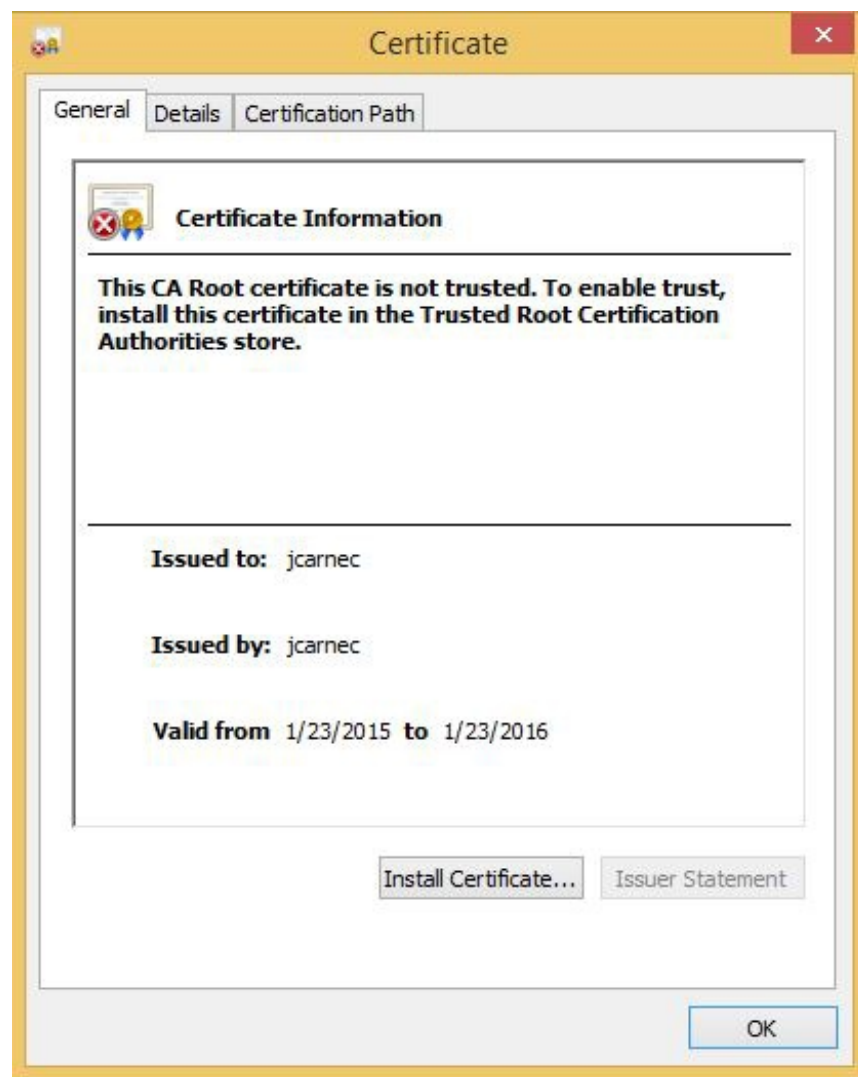 Certificate
General Details Certification Path
Certificate Information
This CA Root certificate is not trusted. To enable trust,
install this certificate in the Trusted Root Certification
Authorities store.
Issued to: jcarnec
Issued by: jcarnec
Valid from 1/23/2015 to 1/23/2016
Install Certificate... Issuer Statement
OK